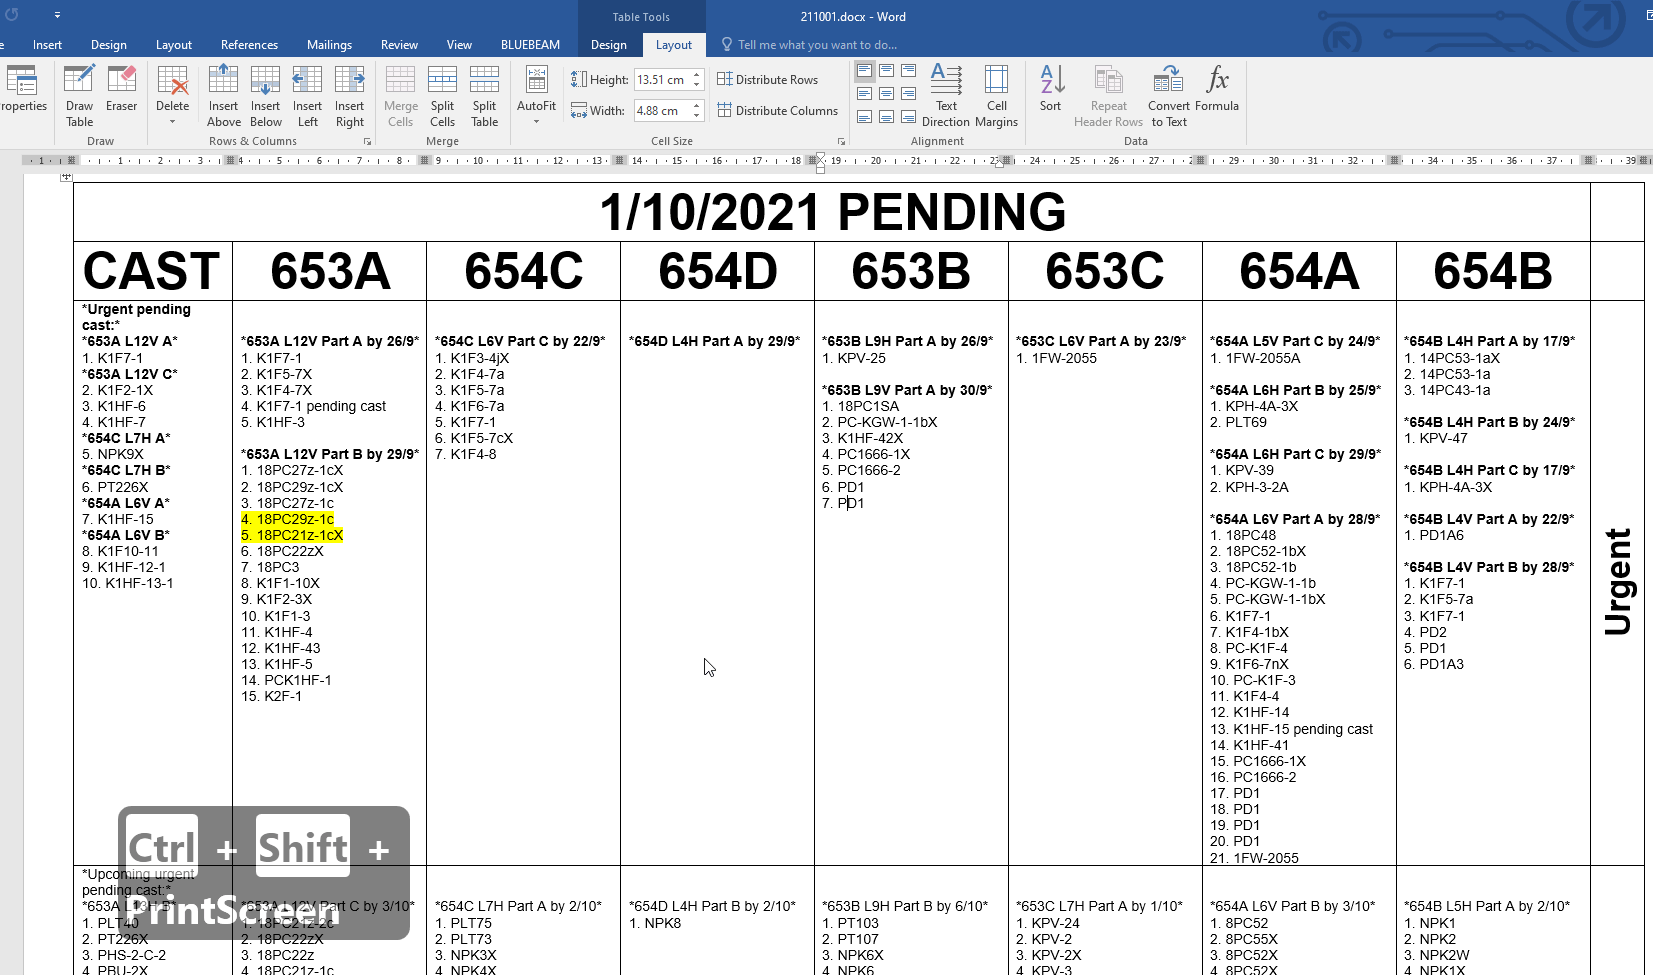 Table Tools
211001.docx - Word
Insert
Design
Layout
References
Mailings
Review
View
BLUEBEAM
Design
Layout
Tell me what you want to do...
roperties
Draw Table
Eraser
Delete
Insert Above
Insert Below
Insert Left
Insert Right
Merge Cells
Split Cells
Split Table
AutoFit
Height: 13.51 cm
Width: 4.88 cm
Distribute Rows
Distribute Columns
Text Direction
Cell Margins
Sort
Repeat Header Rows
Convert to Text
Formula
Draw
Rows & Columns
Merge
Cell Size
Alignment
Data
1/10/2021 PENDING
CAST
653A
654C
654D
653B
653C
654A
654B
*Urgent pending
cast:*
*653A L12V A*
1. K1F7-1
*653A L12V C*
2. K1F2-1X
3. K1HF-6
4. K1HF-7
*654C L7H A*
5. NPK9X
*654C L7H B*
6. PT226X
*654A L6V A*
7. K1HF-15
*654A L6V B*
8. K1F10-11
9. K1HF-12-1
10. K1HF-13-1
*653A L12V Part A by 26/9*
1. K1F7-1
2. K1F5-7X
3. K1F4-7X
4. K1F7-1 pending cast
5. K1HF-3
*653A L12V Part B by 29/9*
1. 18PC27z-1cX
2. 18PC29z-1cX
3. 18PC27z-1c
4. 18PC29z-1c
5. 18PC21z-1cX
6. 18PC22zX
7. 18PC3
8. K1F1-10X
9. K1F2-3X
10. K1F1-3
11. K1HF-4
12. K1HF-43
13. K1HF-5
14. PCK1HF-1
15. K2F-1
*654C L6V Part C by 22/9*
1. K1F3-4jX
2. K1F4-7a
3. K1F5-7a
4. K1F6-7a
5. K1F7-1
6. K1F5-7cX
7. K1F4-8
*654D L4H Part A by 29/9*
*653B L9H Part A by 26/9*
1. KPV-25
*653B L9V Part A by 30/9*
1. 18PC1SA
2. PC-KGW-1-1bX
3. K1HF-42X
4. PC1666-1X
5. PC1666-2
6. PD1
7. PD1
*653C L6V Part A by 23/9*
1. 1FW-2055
*654A L5V Part C by 24/9*
1. 1FW-2055A
*654A L6H Part B by 25/9*
1. KPH-4A-3X
2. PLT69
*654A L6H Part C by 29/9*
1. KPV-39
2. KPH-3-2A
*654A L6V Part A by 28/9*
1. 18PC48
2. 18PC52-1bX
3. 18PC52-1b
4. PC-KGW-1-1b
5. PC-KGW-1-1bX
6. K1F7-1
7. K1F4-1bX
8. PC-K1F-4
9. K1F6-7nX
10. PC-K1F-3
11. K1F4-4
12. K1HF-14
13. K1HF-15 pending cast
14. K1HF-41
15. PC1666-1X
16. PC1666-2
17. PD1
18. PD1
19. PD1
20. PD1
21. 1FW-2055
*654B L4H Part A by 17/9*
1. 14PC53-1aX
2. 14PC53-1a
3. 14PC43-1a
*654B L4H Part B by 24/9*
1. KPV-47
*654B L4H Part C by 17/9*
1. KPH-4A-3X
*654B L4V Part A by 22/9*
1. PD1A6
*654B L4V Part B by 28/9*
1. K1F7-1
2. K1F5-7a
3. K1F7-1
4. PD2
5. PD1
6. PD1A3
Urgent
Ctrl + Shift +
PrintScreen
*Upcoming urgent
pending cast:*
1. PLT40
2. PT226X
3. PHS-2-C-2
4. PBU-2X
*653A L12V Part C by 3/10*
1. 18PC21z-2c
2. 18PC22zX
3. 18PC22z
4. 18PC21z-1c
*654C L7H Part A by 2/10*
1. PLT75
2. PLT73
3. NPK3X
4. NPK4X
*654D L4H Part B by 2/10*
1. NPK8
*653B L9H Part B by 6/10*
1. PT103
2. PT107
3. NPK6X
4. NPK6
*653C L7H Part A by 1/10*
1. KPV-24
2. KPV-2
3. KPV-2X
4. KPV-3
*654A L6V Part B by 3/10*
1. 8PC52
2. 8PC55X
3. 8PC52X
4. 8PC52X
*654B L5H Part A by 2/10*
1. NPK1
2. NPK2
3. NPK2W
4. NPK1X